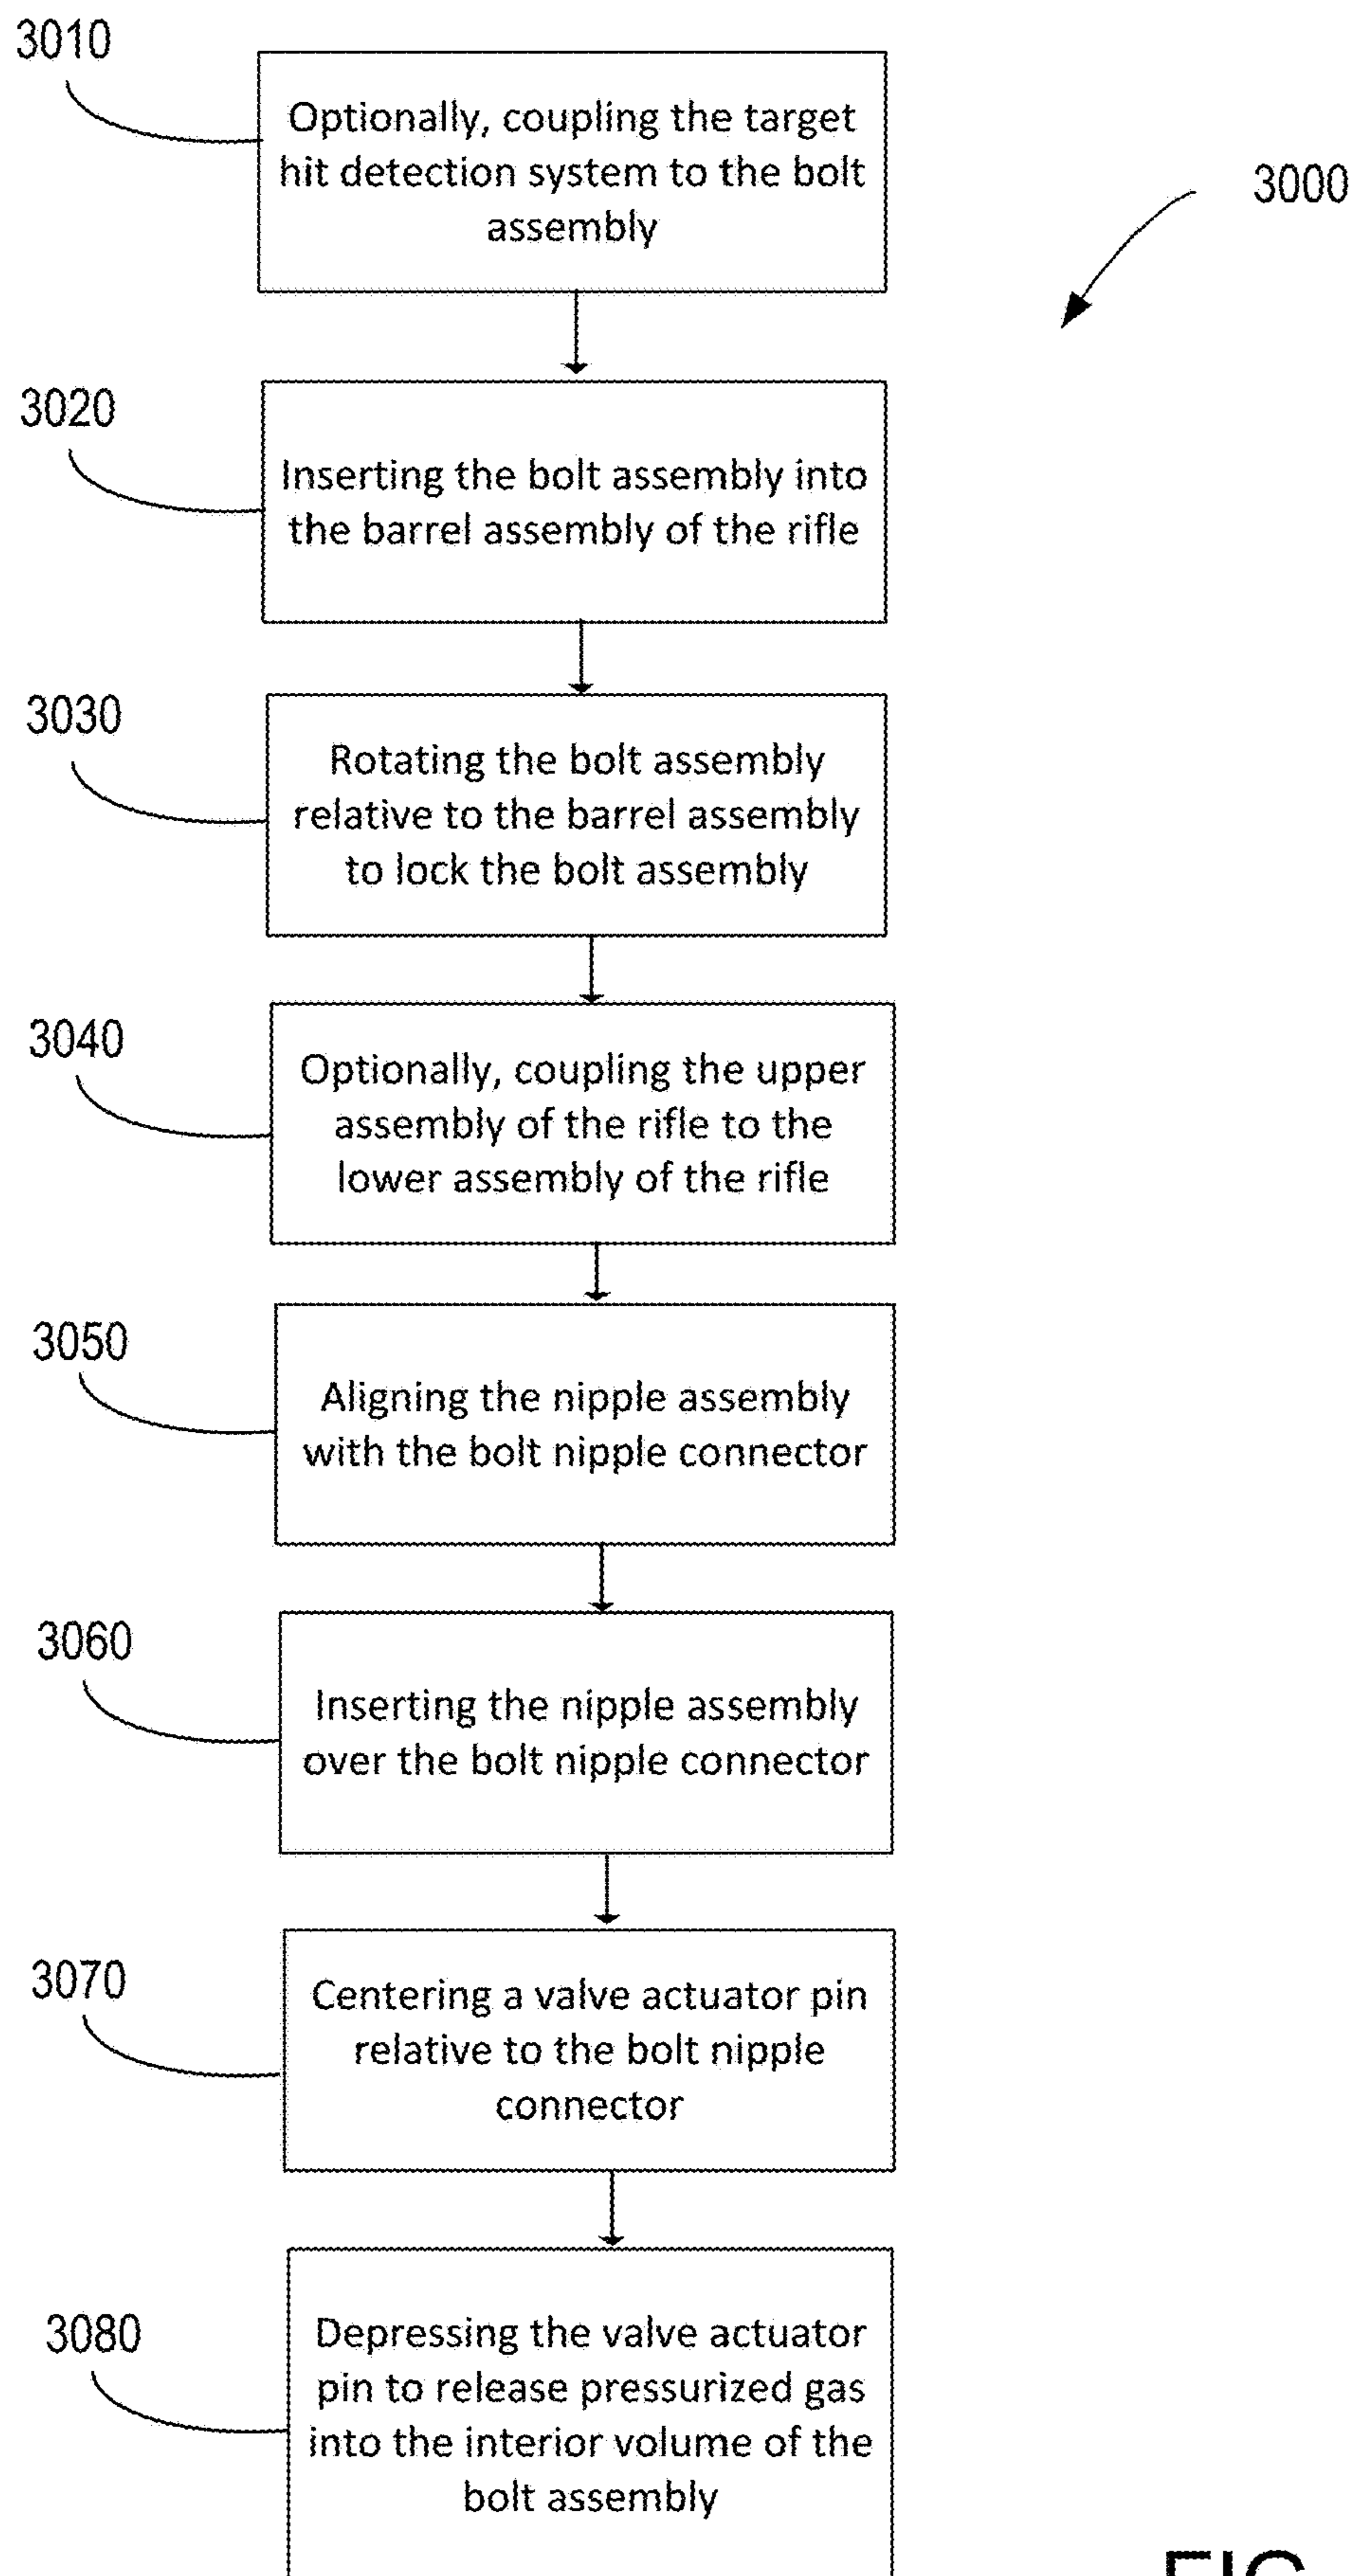 3010
Optionally, coupling the target
hit detection system to the bolt
assembly
3000
3020
Inserting the bolt assembly into
the barrel assembly of the rifle
3030
Rotating the bolt assembly
relative to the barrel assembly
to lock the bolt assembly
3040
Optionally, coupling the upper
assembly of the rifle to the
lower assembly of the rifle
3050
Aligning the nipple assembly
with the bolt nipple connector
3060
Inserting the nipple assembly
over the bolt nipple connector
3070
Centering a valve actuator pin
relative to the bolt nipple
connector
3080
Depressing the valve actuator
pin to release pressurized gas
into the interior volume of the
bolt assembly